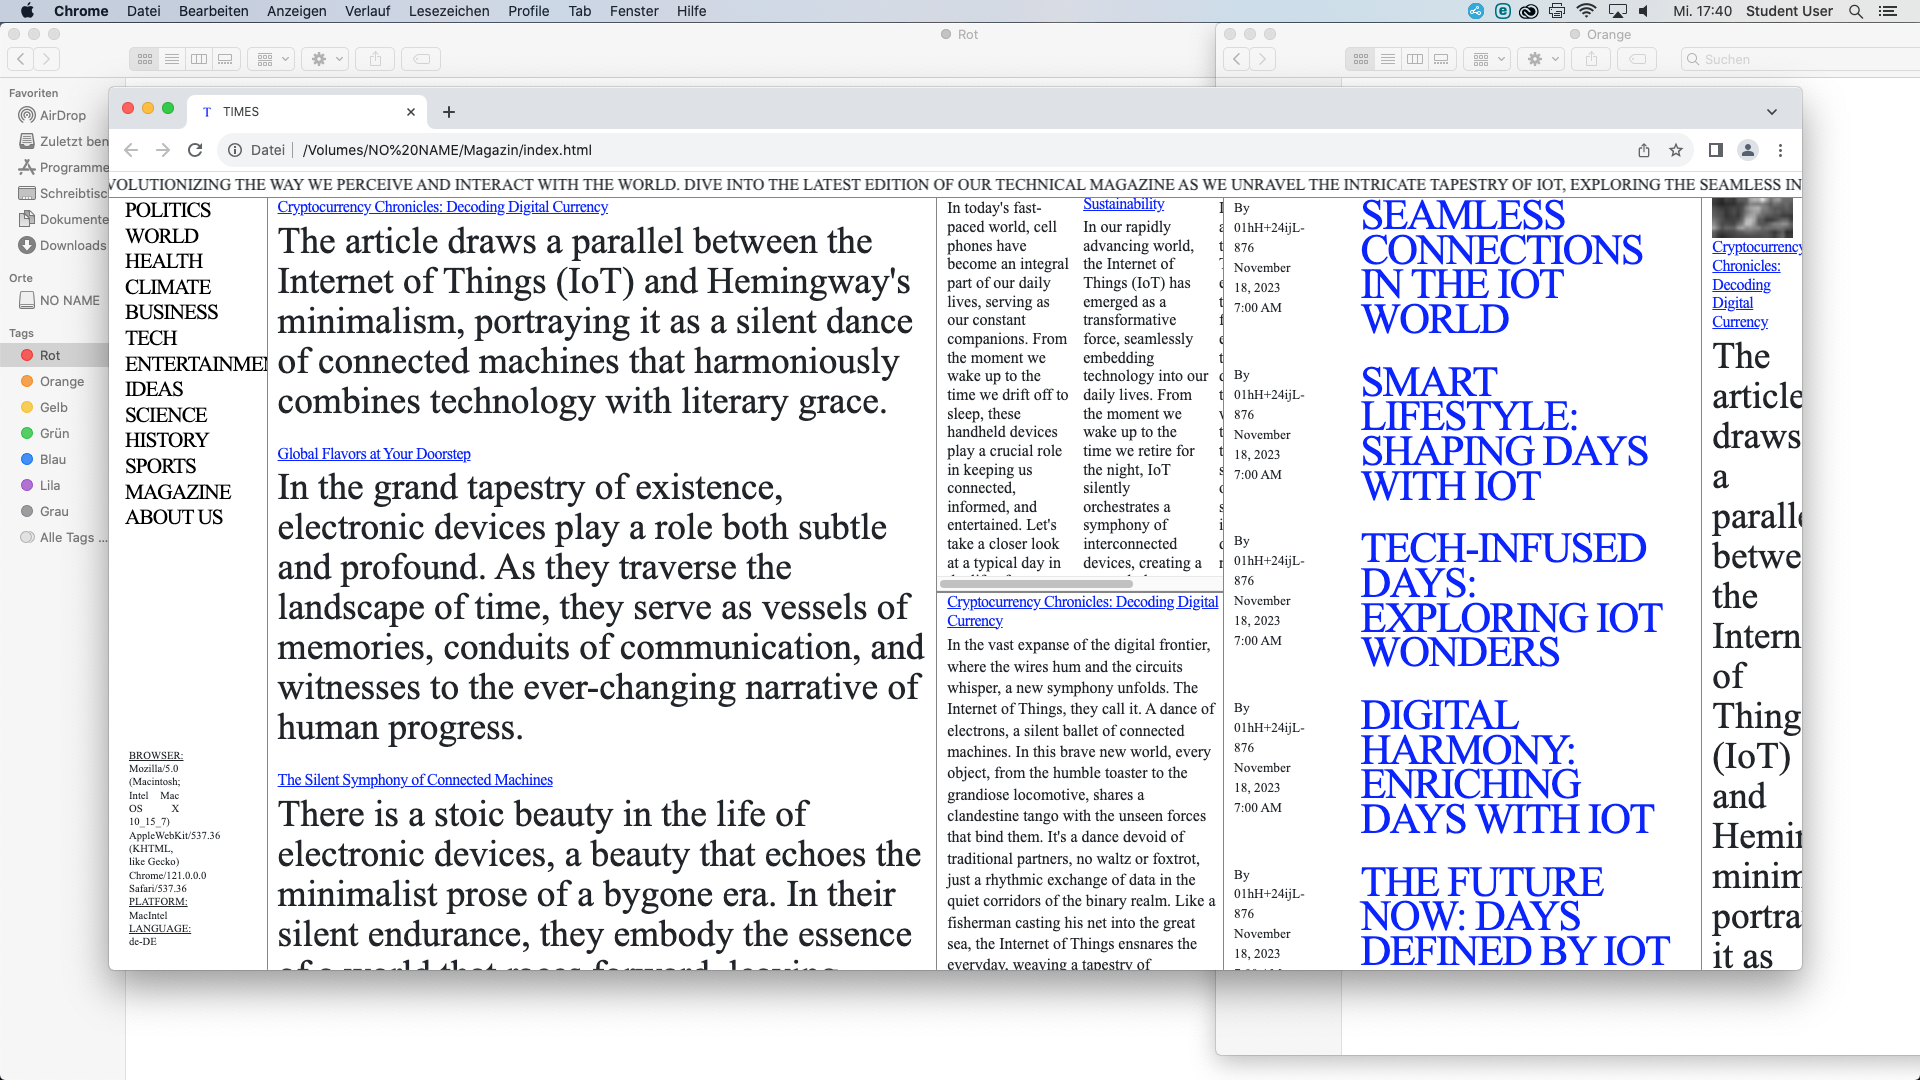 Chrome Datei Bearbeiten Anzeigen Verlauf Lesezeichen Profile Tab Fenster Hilfe
Mi. 17:40 Student User
Rot
Orange
Suchen
Favoriten
AirDrop
Zuletzt ben
Programme
Schreibtisc
Dokumente
Downloads
Orte
NO NAME
Tags
Rot
Orange
Gelb
Grün
Blau
Lila
Grau
Alle Tags ...
T TIMES
Datei /Volumes/NO%20NAME/Magazin/index.html
VOLUTIONIZING THE WAY WE PERCEIVE AND INTERACT WITH THE WORLD. DIVE INTO THE LATEST EDITION OF OUR TECHNICAL MAGAZINE AS WE UNRAVEL THE INTRICATE TAPESTRY OF IOT, EXPLORING THE SEAMLESS IN
POLITICS
WORLD
HEALTH
CLIMATE
BUSINESS
TECH
ENTERTAINMEN
IDEAS
SCIENCE
HISTORY
SPORTS
MAGAZINE
ABOUT US
BROWSER:
Mozilla/5.0
(Macintosh;
Intel Mac
OS X
10_15_7)
AppleWebKit/537.36
(KHTML,
like Gecko)
Chrome/121.0.0.0
Safari/537.36
PLATFORM:
MacIntel
LANGUAGE:
de-DE
Cryptocurrency Chronicles: Decoding Digital Currency
The article draws a parallel between the
Internet of Things (IoT) and Hemingway's
minimalism, portraying it as a silent dance
of connected machines that harmoniously
combines technology with literary grace.
Global Flavors at Your Doorstep
In the grand tapestry of existence,
electronic devices play a role both subtle
and profound. As they traverse the
landscape of time, they serve as vessels of
memories, conduits of communication, and
witnesses to the ever-changing narrative of
human progress.
The Silent Symphony of Connected Machines
There is a stoic beauty in the life of
electronic devices, a beauty that echoes the
minimalist prose of a bygone era. In their
silent endurance, they embody the essence
of a world that races forward, leaving
In today's fast-
paced world, cell
phones have
become an integral
part of our daily
lives, serving as
our constant
companions. From
the moment we
wake up to the
time we drift off to
sleep, these
handheld devices
play a crucial role
in keeping us
connected,
informed, and
entertained. Let's
take a closer look
at a typical day in
Sustainability
In our rapidly
advancing world,
the Internet of
Things (IoT) has
emerged as a
transformative
force, seamlessly
embedding
technology into our
daily lives. From
the moment we
wake up to the
time we retire for
the night, IoT
silently
orchestrates a
symphony of
interconnected
devices, creating a
Cryptocurrency Chronicles: Decoding Digital
Currency
In the vast expanse of the digital frontier,
where the wires hum and the circuits
whisper, a new symphony unfolds. The
Internet of Things, they call it. A dance of
electrons, a silent ballet of connected
machines. In this brave new world, every
object, from the humble toaster to the
grandiose locomotive, shares a
clandestine tango with the unseen forces
that bind them. It's a dance devoid of
traditional partners, no waltz or foxtrot,
just a rhythmic exchange of data in the
quiet corridors of the binary realm. Like a
fisherman casting his net into the great
sea, the Internet of Things ensnares the
everyday, weaving a tapestry of
By
01hH+24ijL-
876
November
18, 2023
7:00 AM
SEAMLESS
CONNECTIONS
IN THE IOT
WORLD
By
01hH+24ijL-
876
November
18, 2023
7:00 AM
SMART
LIFESTYLE:
SHAPING DAYS
WITH IOT
By
01hH+24ijL-
876
November
18, 2023
7:00 AM
TECH-INFUSED
DAYS:
EXPLORING IOT
WONDERS
By
01hH+24ijL-
876
November
18, 2023
7:00 AM
DIGITAL
HARMONY:
ENRICHING
DAYS WITH IOT
By
01hH+24ijL-
876
November
18, 2023
THE FUTURE
NOW: DAYS
DEFINED BY IOT
Cryptocurrency
Chronicles:
Decoding
Digital
Currency
The
article
draws
a
paralle
betwe
the
Intern
of
Thing
(IoT)
and
Hemin
minim
portra
it as